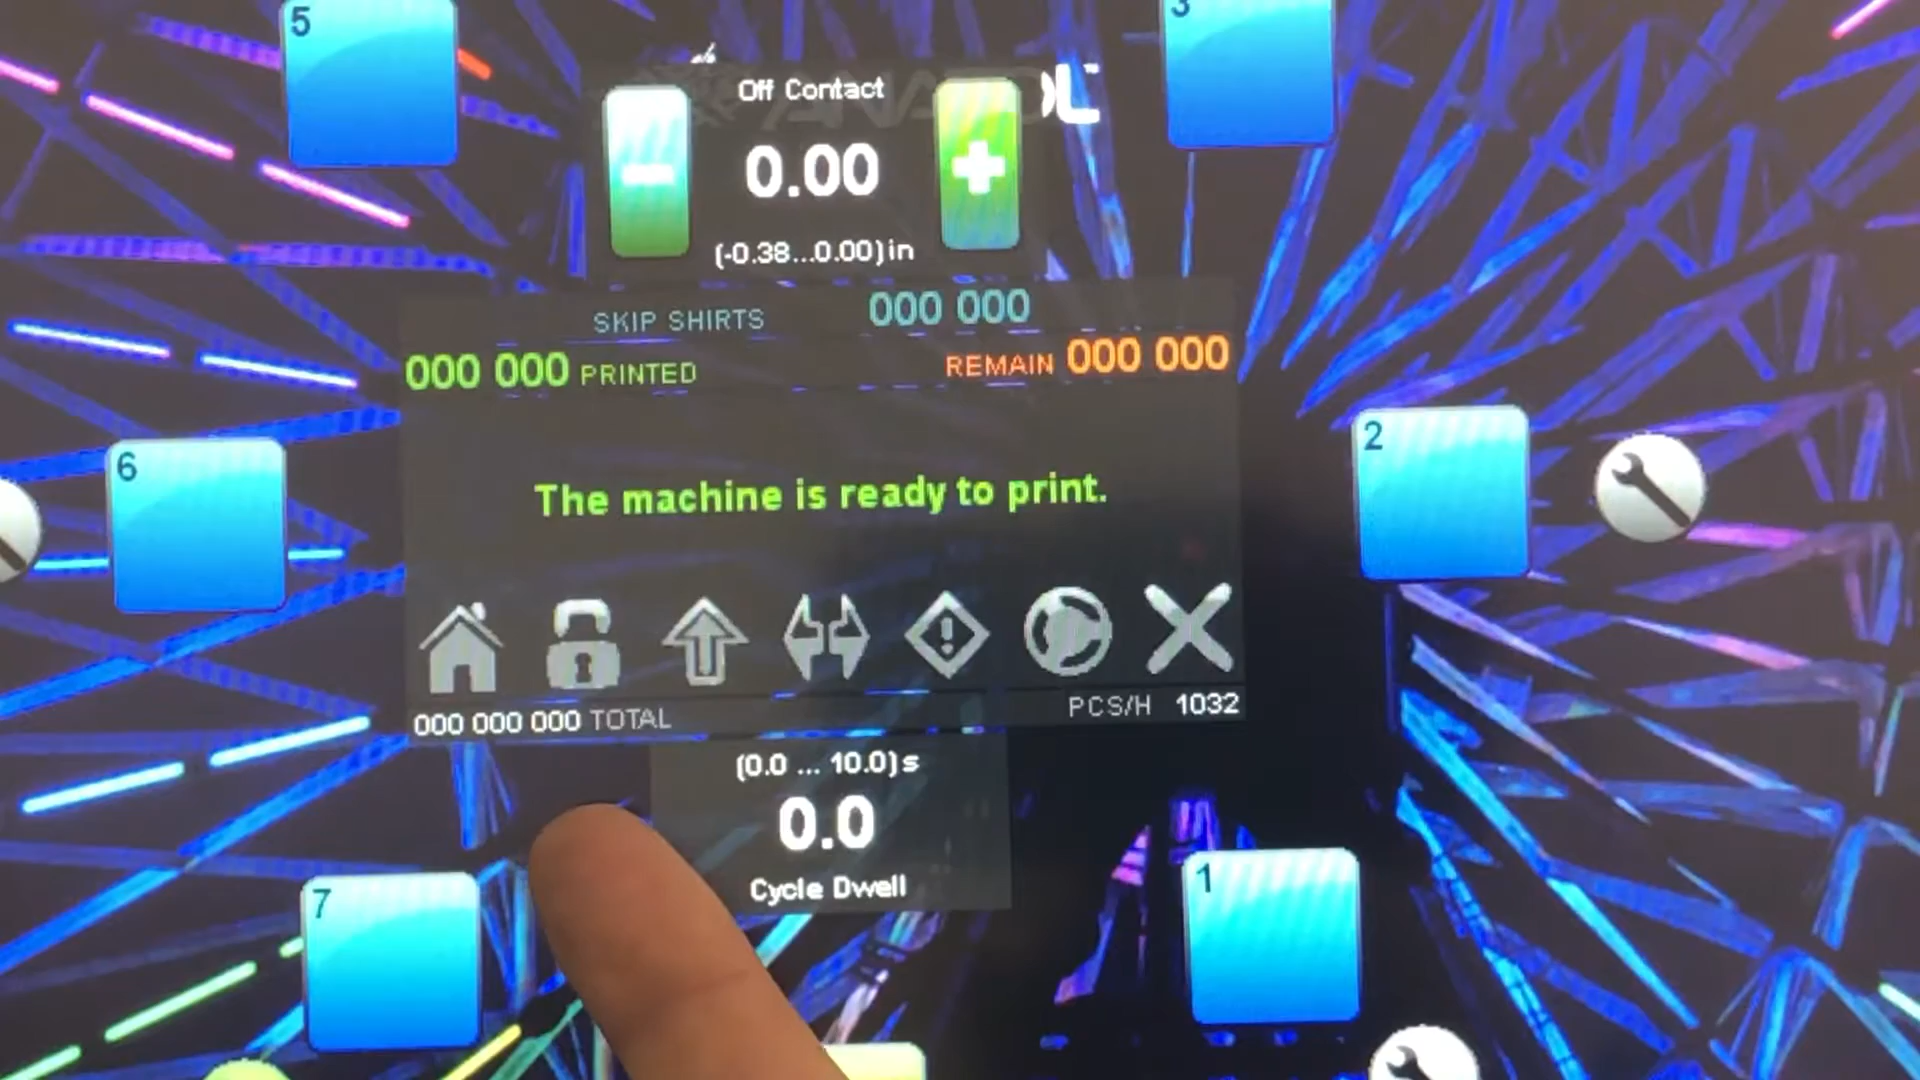 5
3
Off Contact
0.00
(-0.38...0.00)in
SKIP SHIRTS 000 000
000 000 PRINTED
REMAIN 000 000
6
2
The machine is ready to print.
000 000 000 TOTAL
PCS/H 1032
(0.0 ... 10.0)s
0.0
Cycle Dwell
7
1